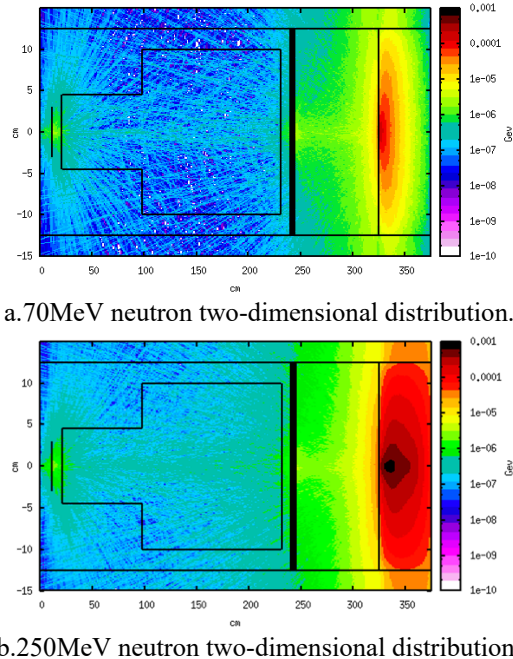 15
10
5
0
-5
-10
-15
cm
0 50 100 150 200 250 300 350
cm
0.001
0.0001
1e-05
1e-06
1e-07
1e-08
1e-09
1e-10
Gev
a.70MeV neutron two-dimensional distribution.
15
10
5
0
-5
-10
-15
cm
0 50 100 150 200 250 300 350
cm
0.001
0.0001
1e-05
1e-06
1e-07
1e-08
1e-09
1e-10
Gev
b.250MeV neutron two-dimensional distribution